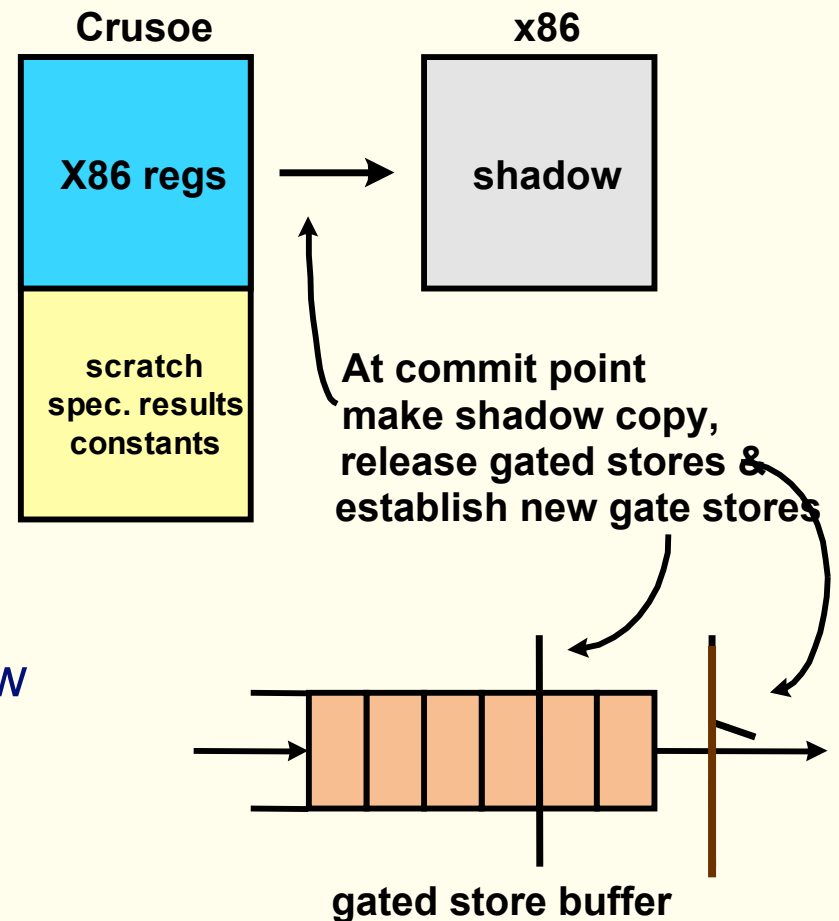 Crusoe
x86
X86 regs
shadow
scratch
spec. results
constants
At commit point
make shadow copy,
release gated stores &
establish new gate stores
w
gated store buffer